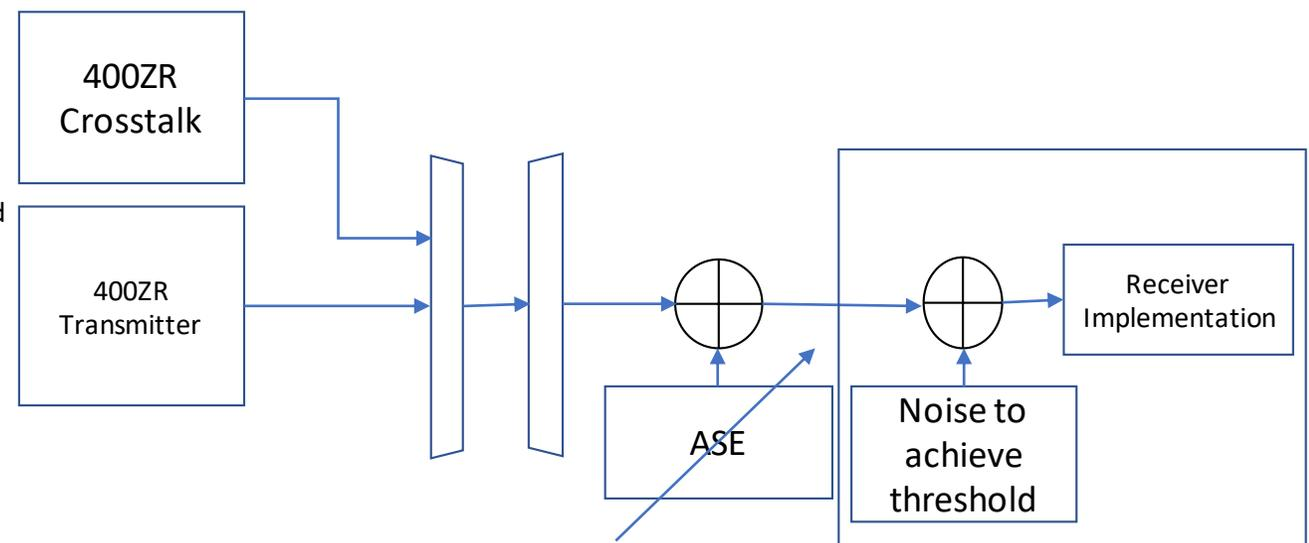 400ZR
Crosstalk
400ZR
Transmitter
ASE
Noise to
achieve
threshold
Receiver
Implementation